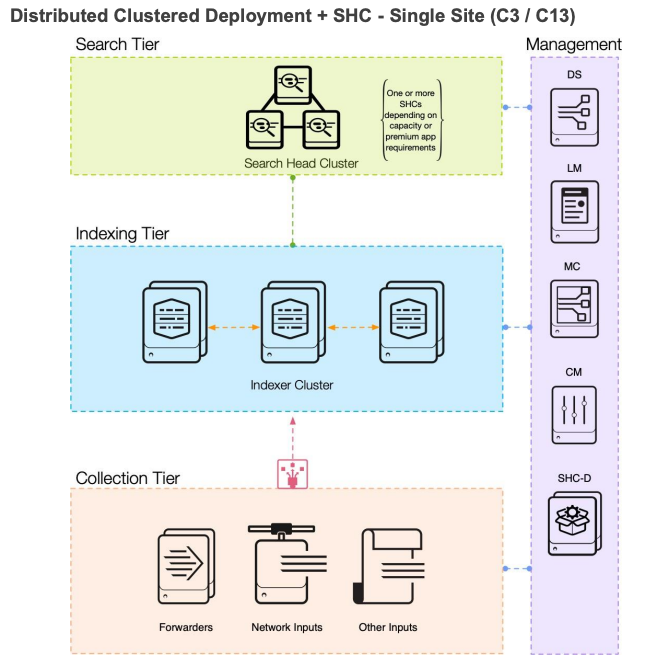 Distributed Clustered Deployment + SHC - Single Site (C3 / C13)
Search Tier
Management
One or more
SHCs
depending on
capacity or
premium app
requirements
Search Head Cluster
DS
LM
Indexing Tier
MC
Indexer Cluster
CM
Collection Tier
SHC-D
Forwarders
Network Inputs
Other Inputs